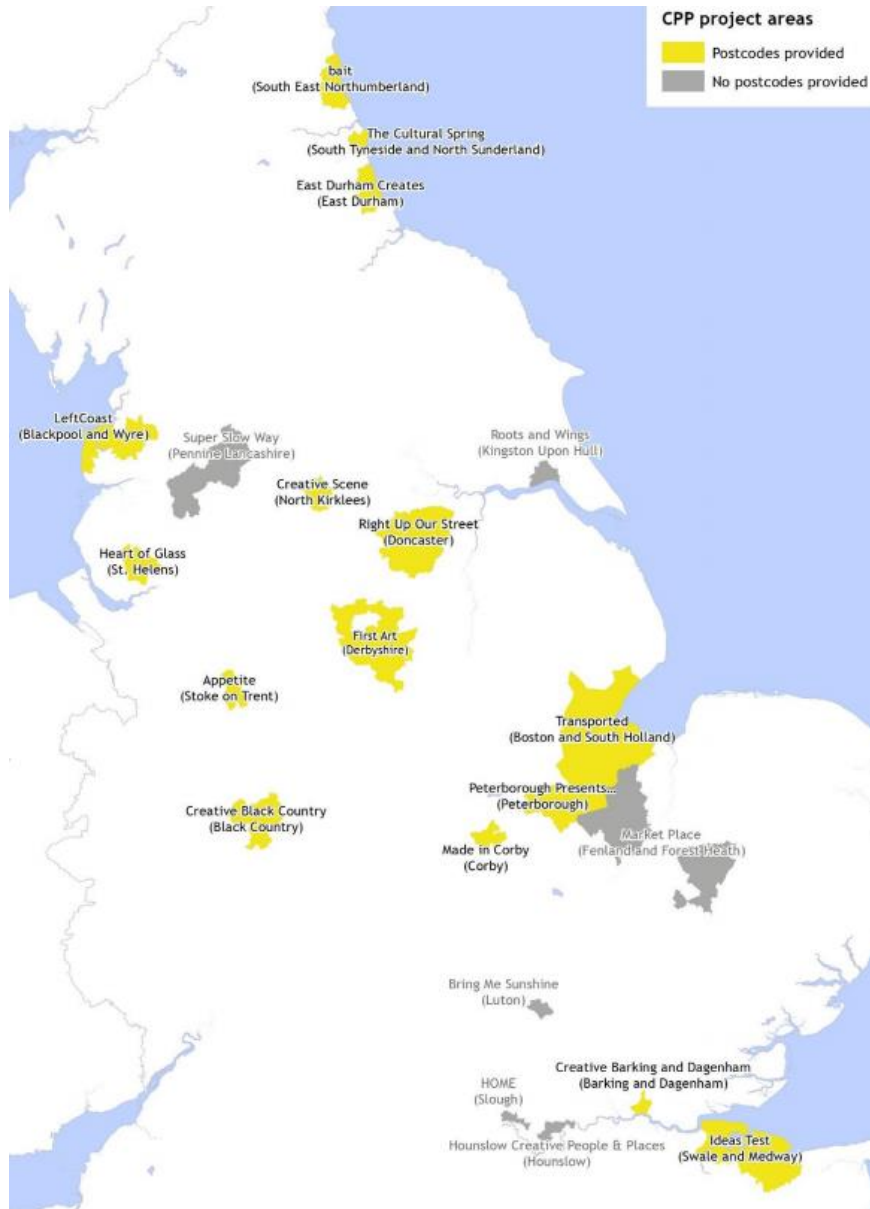 CPP project areas
Postcodes provided
No postcodes provided
bait
(South East Northumberland)
The Cultural Spring
(South Tyneside and North Sunderland)
East Durham Creates
(East Durham)
LeftCoast
(Blackpool and Wyre)
Super Slow Way
(Pennine Lancashire)
Roots and Wings
(Kingston Upon Hull)
Creative Scene
(North Kirklees)
Right Up Our Street
(Doncaster)
Heart of Glass
(St. Helens)
First Art
(Derbyshire)
Appetite
(Stoke on Trent)
Transported
(Boston and South Holland)
Peterborough Presents...
(Peterborough)
Creative Black Country
(Black Country)
Market Place
(Fenland and Forest Heath)
Made in Corby
(Corby)
Bring Me Sunshine
(Luton)
Creative Barking and Dagenham
(Barking and Dagenham)
HOME
(Slough)
Hounslow Creative People & Places
(Hounslow)
Ideas Test
(Swale and Medway)